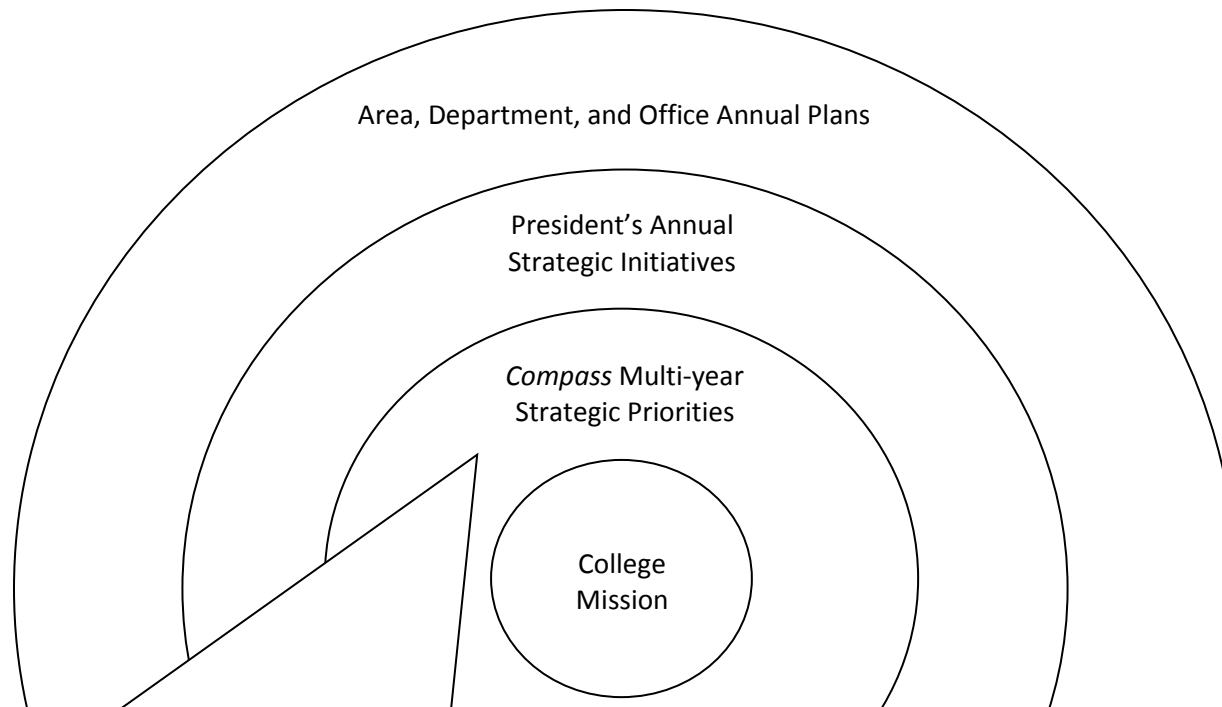 Area, Department, and Office Annual Plans
President’s Annual
Strategic Initiatives
Compass Multi-year
Strategic Priorities
College
Mission